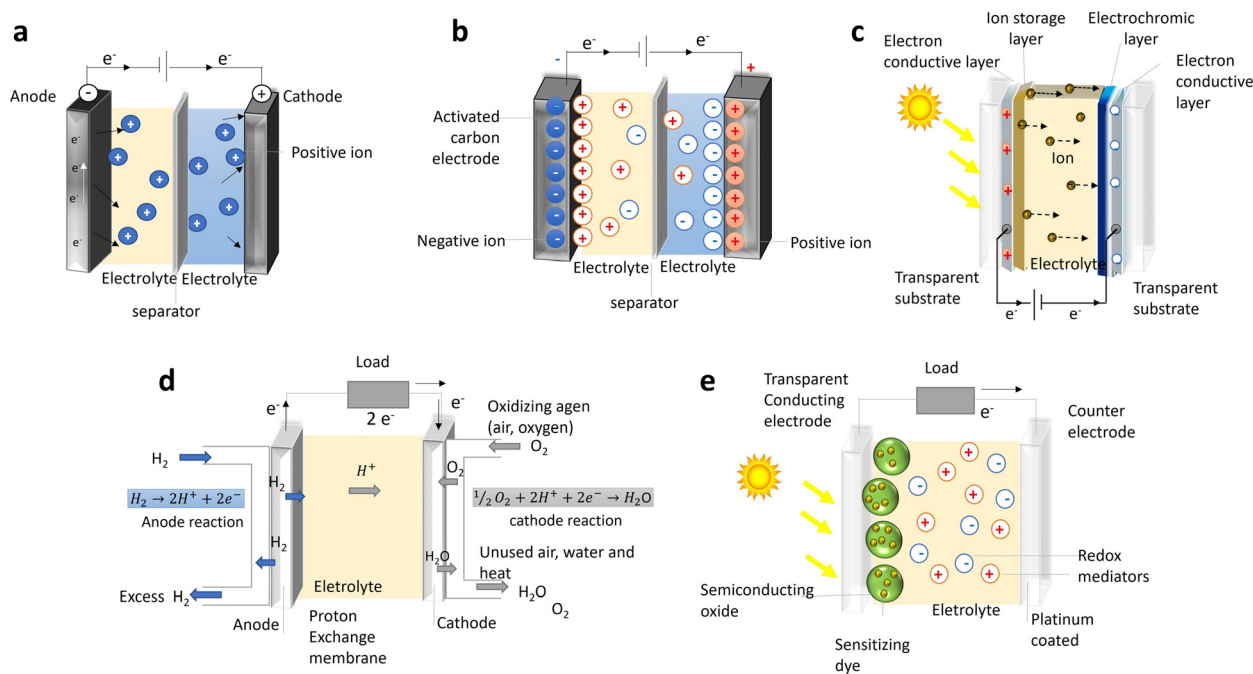 a
e-
e-
Anode
-
+
Cathode
e-
e-
e-
e-
+
+
+
+
+
+
+
+
+
+
Positive ion
Electrolyte
Electrolyte
separator
b
e-
e-
-
+
Activated
carbon
electrode
Negative ion
Positive ion
Electrolyte
Electrolyte
separator
c
Ion storage
layer
Electrochromic
layer
Electron
conductive layer
Electron
conductive
layer
+
+
+
+
Ion
Electrolyte
Transparent
substrate
Transparent
substrate
e-
e-
d
Load
2 e-
e-
e-
Oxidizing agen
(air, oxygen)
O2
H2
H2
H+
O2
H2 → 2H+ + 2e−
Anode reaction
½ O2 + 2H+ + 2e− → H2O
cathode reaction
H2
H2O
Unused air, water and
heat
H2O
O2
Excess
H2
Eletrolyte
Anode
Proton
Exchange
membrane
Cathode
e
Load
e-
Transparent
Conducting
electrode
Counter
electrode
Redox
mediators
Semiconducting
oxide
Eletrolyte
Sensitizing
dye
Platinum
coated